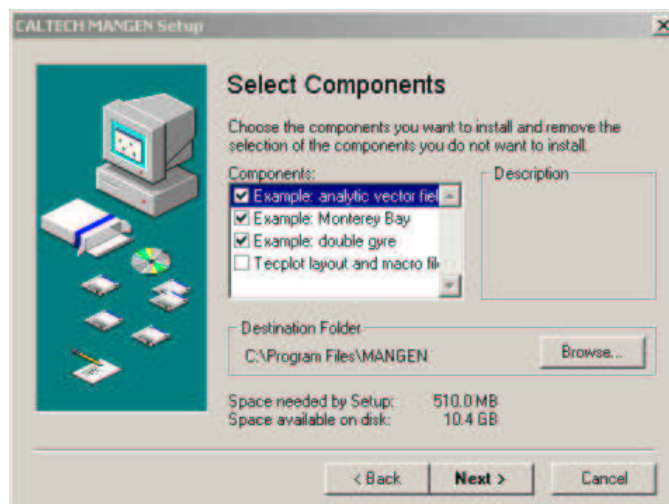 CALTECH MANGEN Setup
Select Components
Choose the components you want to install and remove the
selection of the components you do not want to install.
Components:
Example: analytic vector fiel
Example: Monterey Bay
Example: double gyre
Tecplot layout and macro fil
Description
Destination Folder
C:\Program Files\MANGEN
Browse...
Space needed by Setup: 510.0 MB
Space available on disk: 10.4 GB
< Back
Next >
Cancel